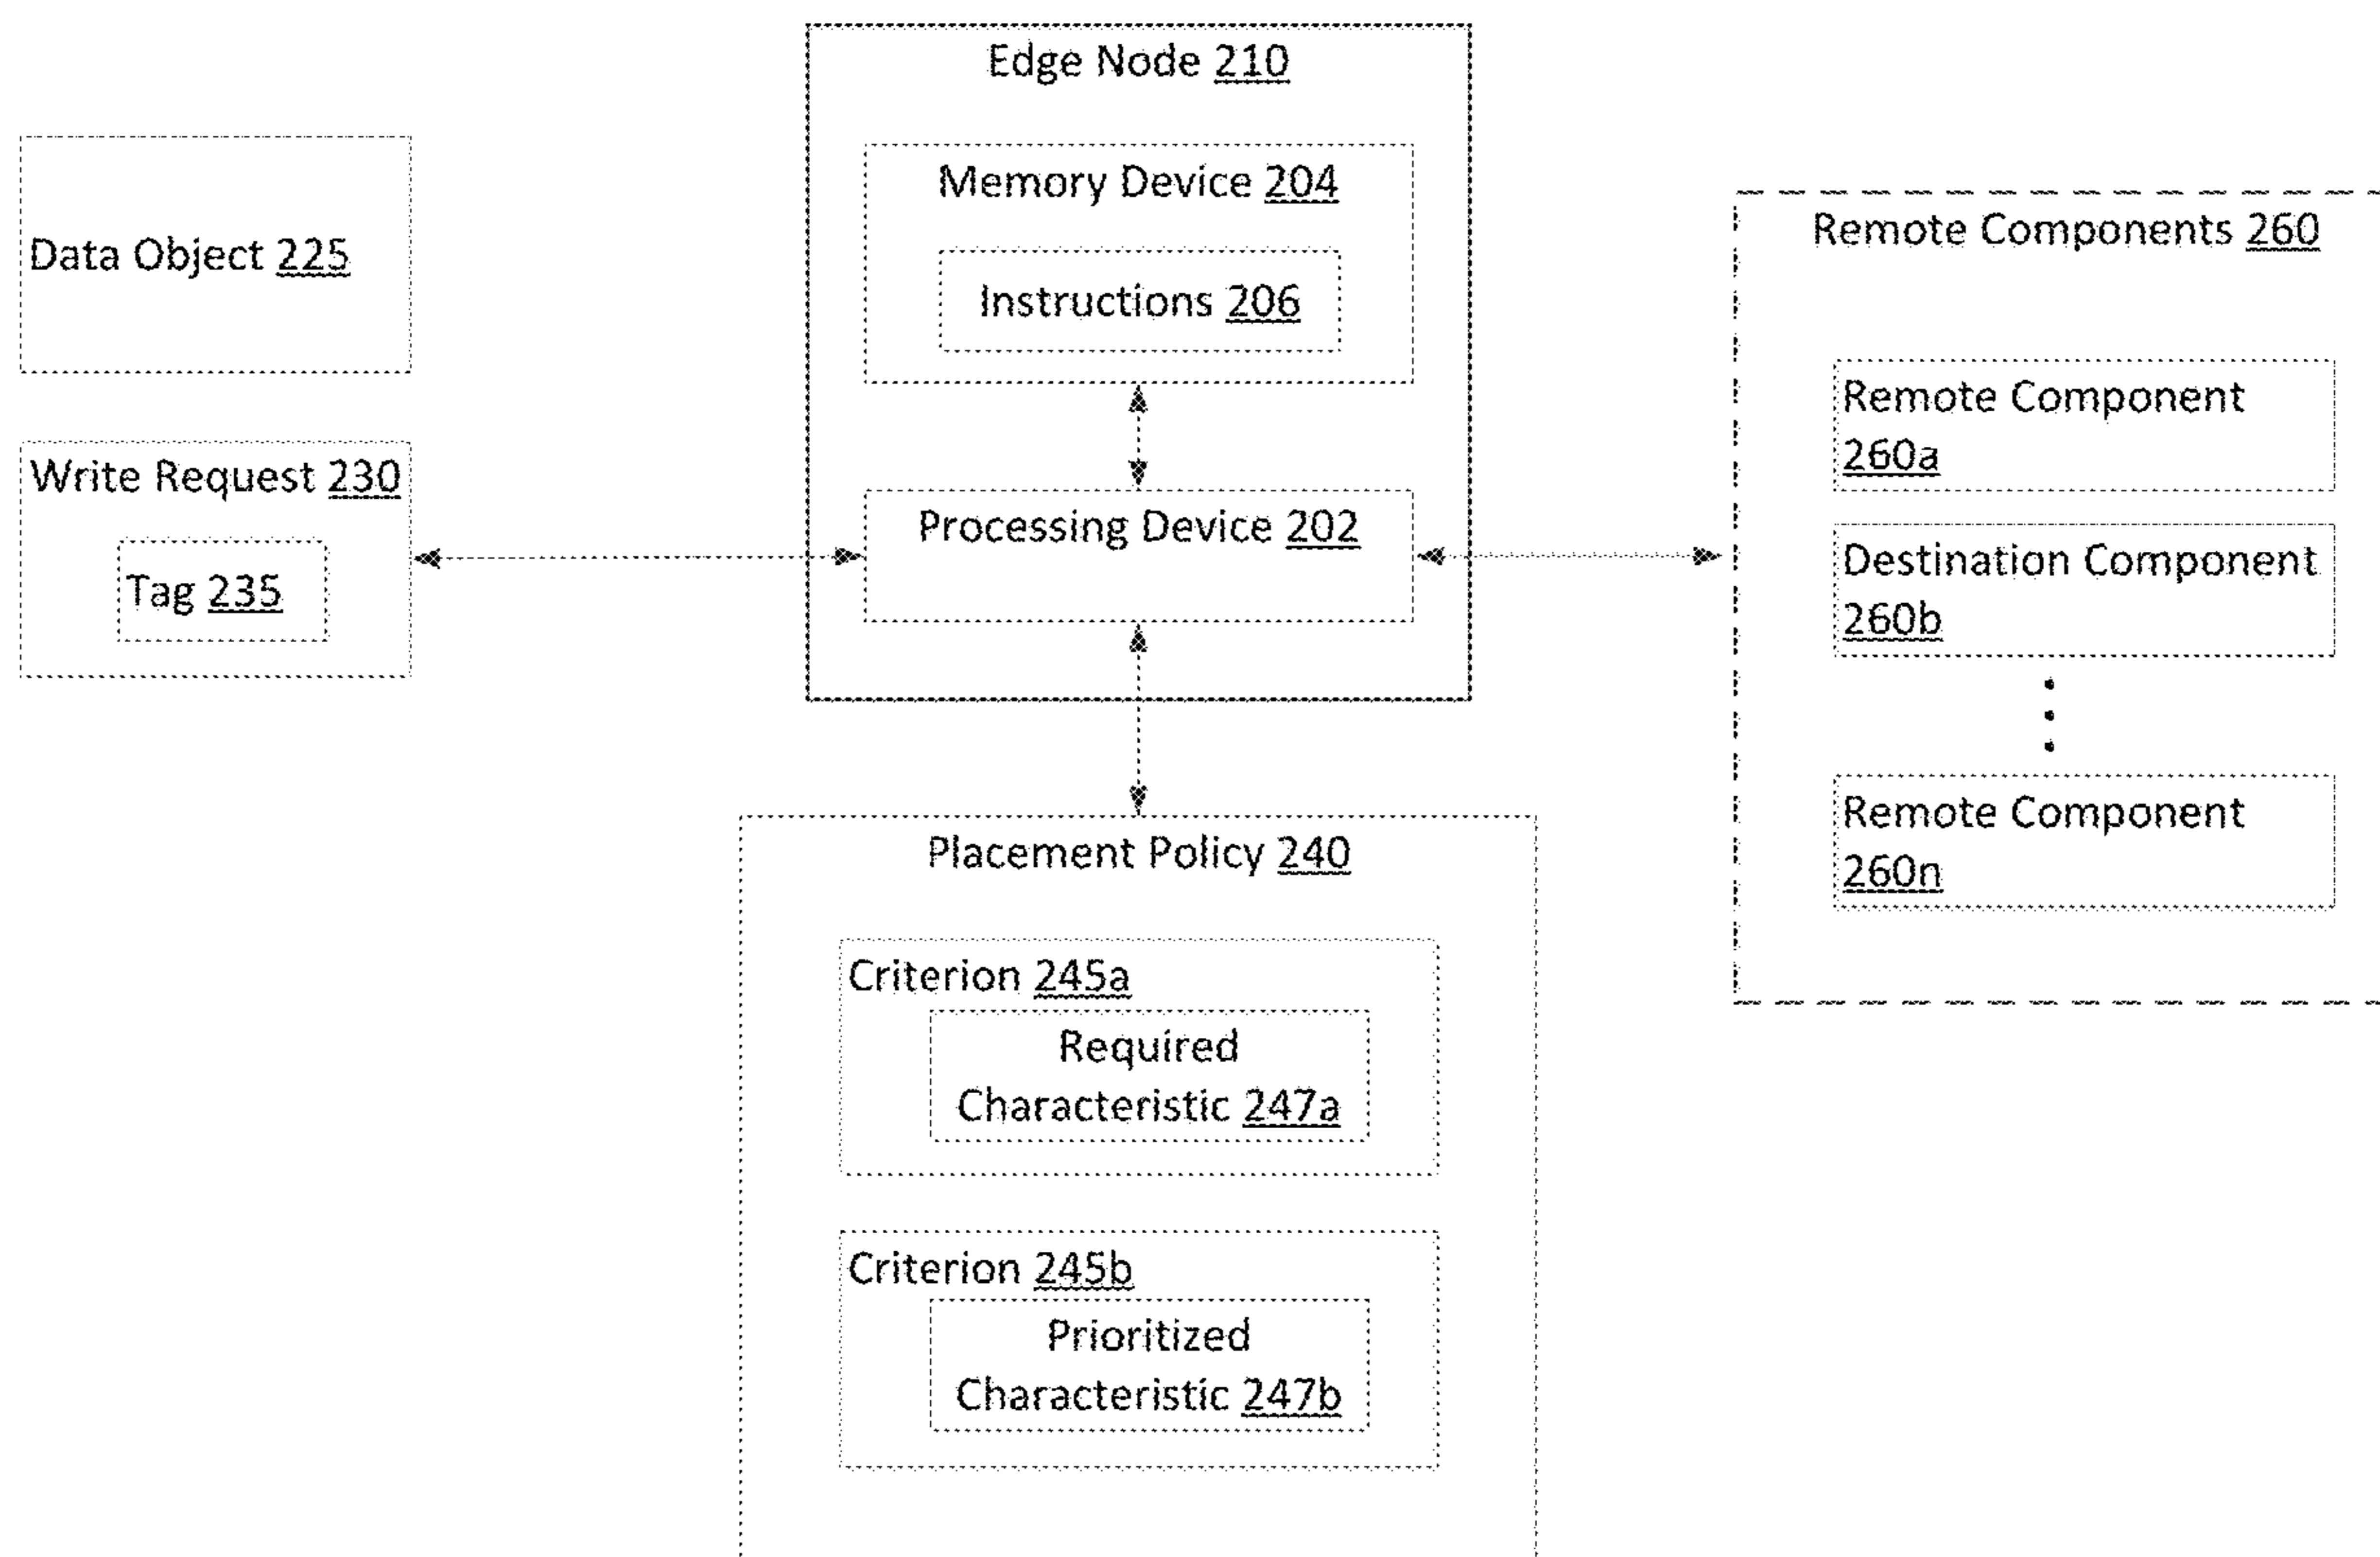 Edge Node 210
Memory Device 204
Instructions 206
Processing Device 202
Data Object 225
Write Request 230
Tag 235
Remote Components 260
Remote Component
260a
Destination Component
260b
Remote Component
260n
Placement Policy 240
Criterion 245a
Required
Characteristic 247a
Criterion 245b
Prioritized
Characteristic 247b